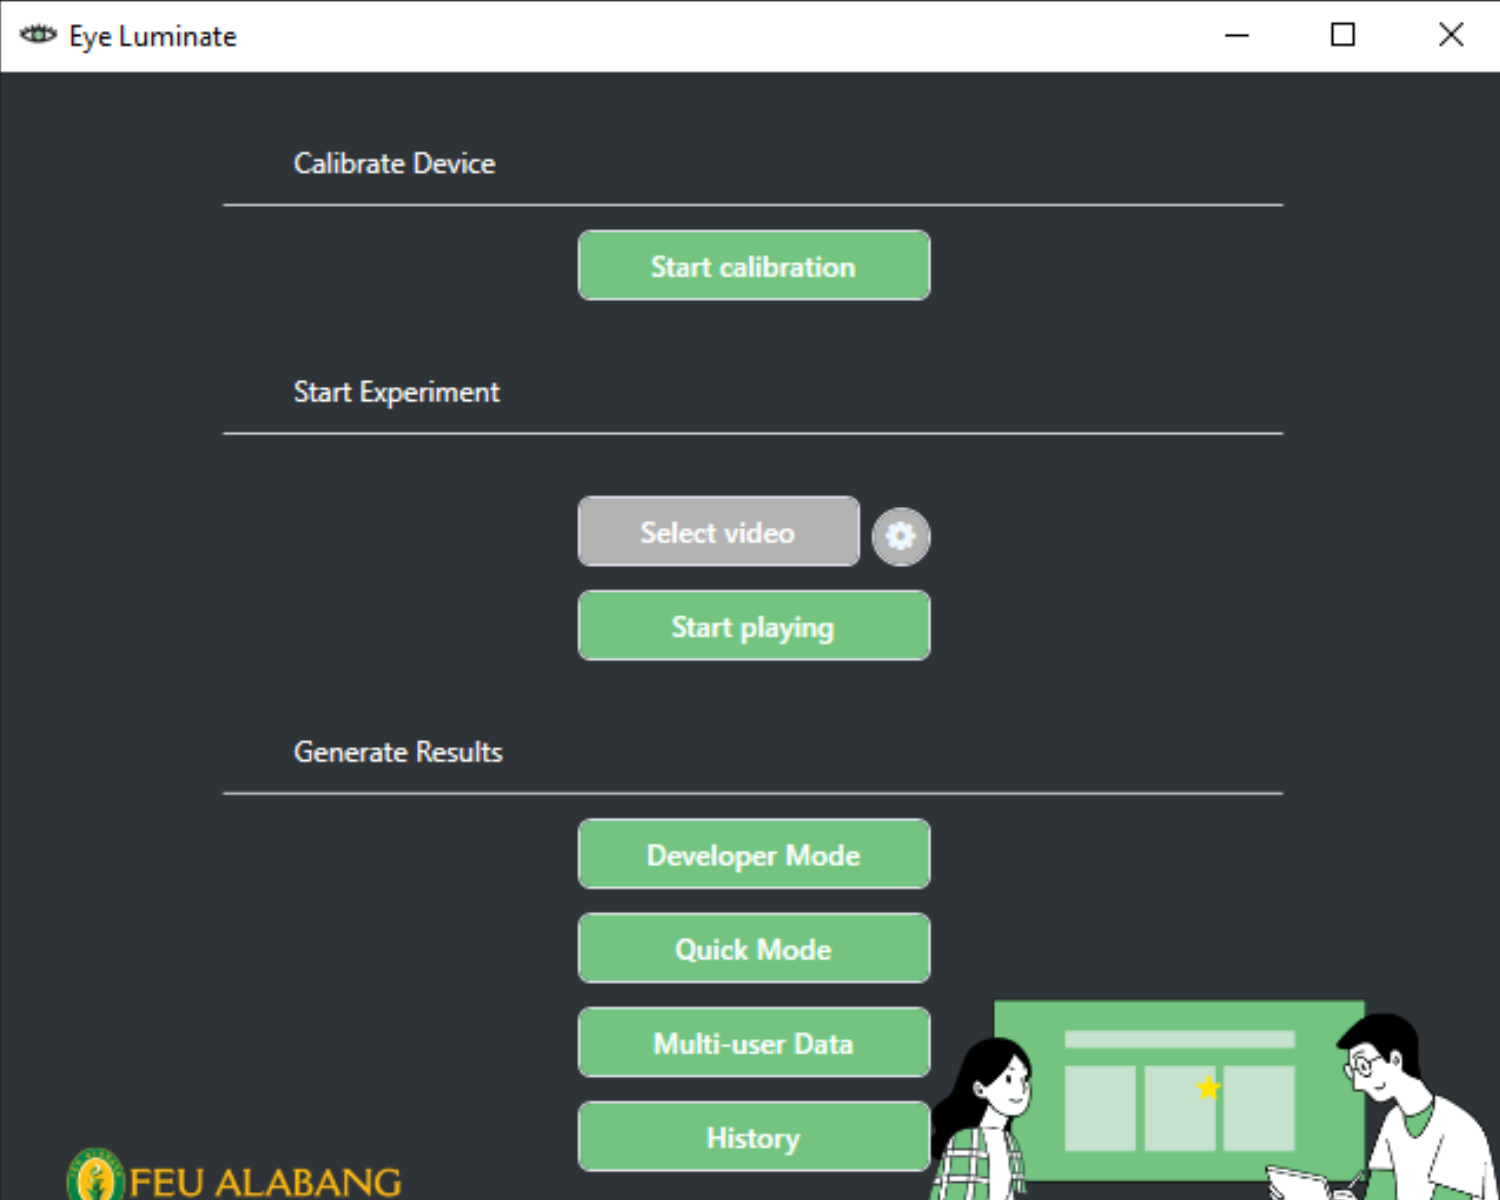 Eye Luminate
Calibrate Device
Start calibration
Start Experiment
Select video
Start playing
Generate Results
Developer Mode
Quick Mode
Multi-user Data
History
FEU ALABANG